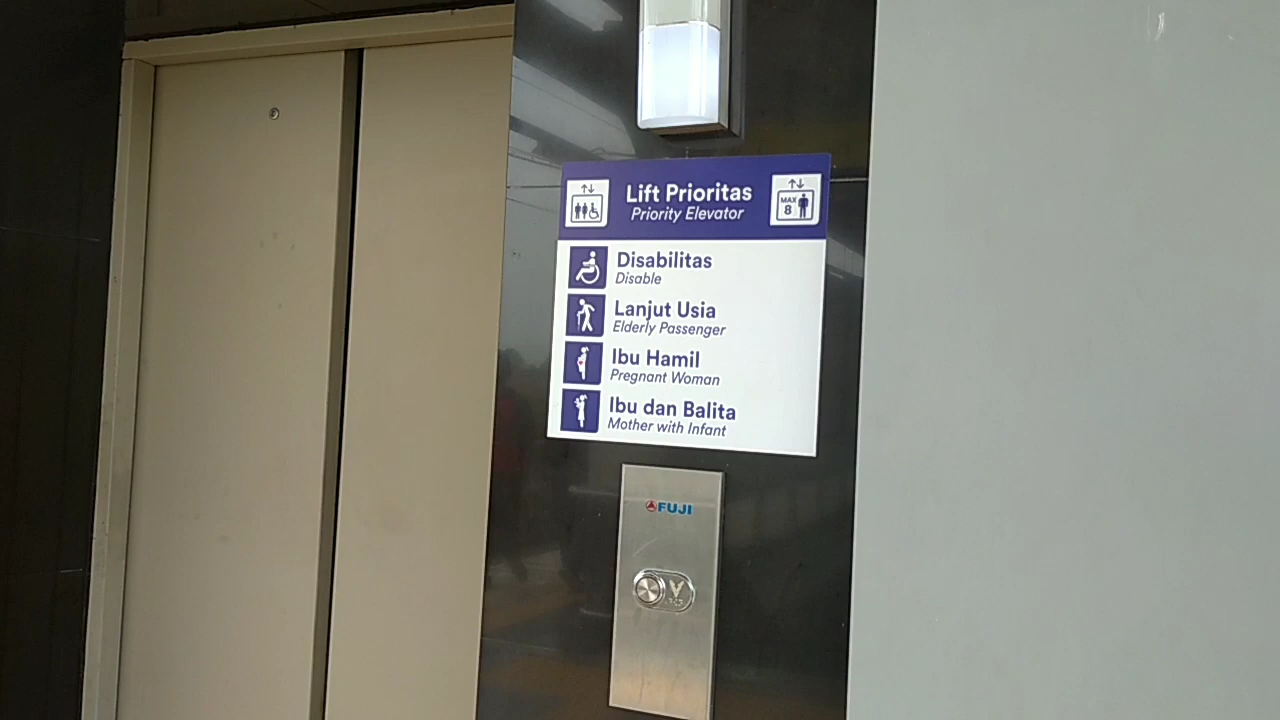 Lift Prioritas
Priority Elevator
MAX
8
Disabilitas
Disable
Lanjut Usia
Elderly Passenger
Ibu Hamil
Pregnant Woman
Ibu dan Balita
Mother with Infant
FUJI